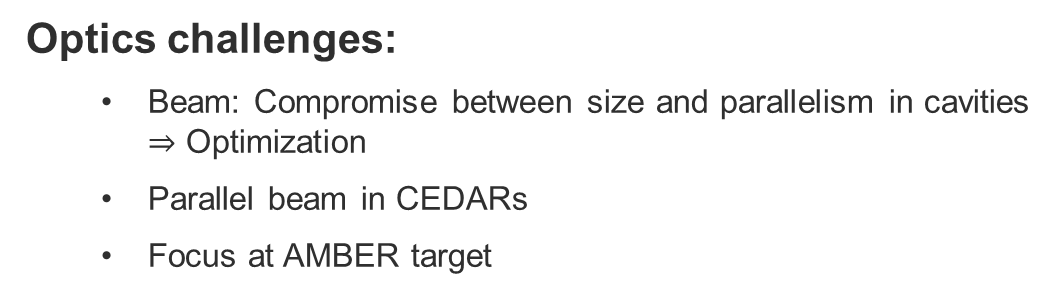 Optics challenges:
• Beam: Compromise between size and parallelism in cavities
⇒ Optimization
• Parallel beam in CEDARs
• Focus at AMBER target